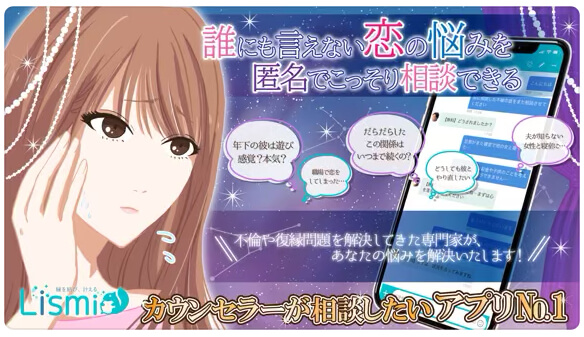 誰にも言えない恋の悩みを
匿名でこっそり相談できる
年下の彼は遊び
感覚？本気？
職場で恋を
してしまった…
だらだらした
この関係は
いつまで続くの？
どうしても彼と
やり直したい
夫が知らない
女性と寝室に…
不倫や復縁問題を解決してきた専門家が、
あなたの悩みを解決いたします！
Lismi
カウンセラーが相談したいアプリNo.1